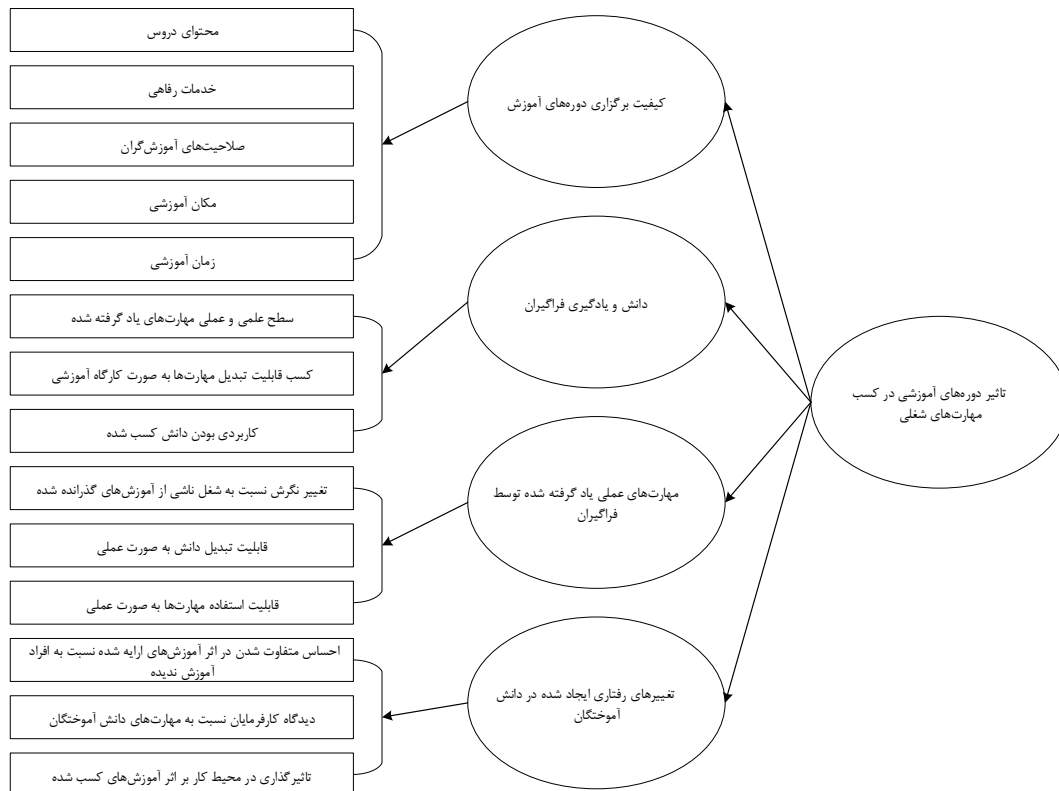 تاثیر دوره‌های آموزشی در کسب
مهارت‌های شغلی
کیفیت برگزاری دوره‌های آموزش
محتوای دروس
خدمات رفاهی
صلاحیت‌های آموزش‌گران
مکان آموزشی
زمان آموزشی
دانش و یادگیری فراگیران
سطح علمی و عملی مهارت‌های یاد گرفته شده
کسب قابلیت تبدیل مهارت‌ها به صورت کارگاه آموزشی
کاربردی بودن دانش کسب شده
مهارت‌های عملی یاد گرفته شده توسط
فراگیران
تغییر نگرش نسبت به شغل ناشی از آموزش‌های گذرانده شده
قابلیت تبدیل دانش به صورت عملی
قابلیت استفاده مهارت‌ها به صورت عملی
تغییرهای رفتاری ایجاد شده در دانش
آموختگان
احساس متفاوت شدن در اثر آموزش‌های ارایه شده نسبت به افراد
آموزش ندیده
دیدگاه کارفرمایان نسبت به مهارت‌های دانش آموختگان
تاثیرگذاری در محیط کار بر اثر آموزش‌های کسب شده